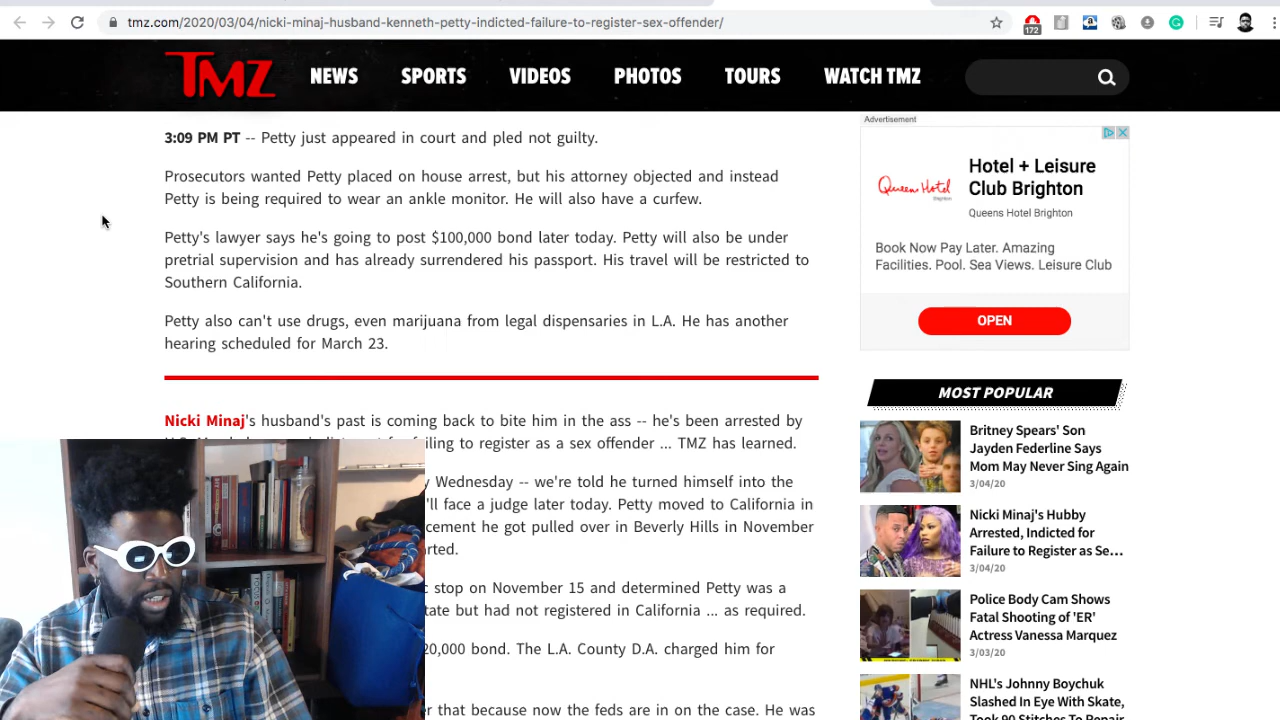 tmz.com/2020/03/04/nicki-minaj-husband-kenneth-petty-indicted-failure-to-register-sex-offender/
172
TMZ
NEWS
SPORTS
VIDEOS
PHOTOS
TOURS
WATCH TMZ
3:09 PM PT -- Petty just appeared in court and pled not guilty.
Prosecutors wanted Petty placed on house arrest, but his attorney objected and instead
Petty is being required to wear an ankle monitor. He will also have a curfew.
Petty's lawyer says he's going to post $100,000 bond later today. Petty will also be under
pretrial supervision and has already surrendered his passport. His travel will be restricted to
Southern California.
Petty also can't use drugs, even marijuana from legal dispensaries in L.A. He has another
hearing scheduled for March 23.
Nicki Minaj's husband's past is coming back to bite him in the ass -- he's been arrested by
to register as a sex offender ... TMZ has learned.
Wednesday -- we're told he turned himself into the
face a judge later today. Petty moved to California in
he got pulled over in Beverly Hills in November
stop on November 15 and determined Petty was a
but had not registered in California ... as required.
bond. The L.A. County D.A. charged him for
that because now the feds are in on the case. He was
Advertisement
Queens Hotel
Brighton
Hotel + Leisure
Club Brighton
Queens Hotel Brighton
Book Now Pay Later. Amazing
Facilities. Pool. Sea Views. Leisure Club
OPEN
MOST POPULAR
Britney Spears' Son
Jayden Federline Says
Mom May Never Sing Again
3/04/20
Nicki Minaj's Hubby
Arrested, Indicted for
Failure to Register as Se...
3/04/20
Police Body Cam Shows
Fatal Shooting of 'ER'
Actress Vanessa Marquez
3/03/20
NHL's Johnny Boychuk
Slashed In Eye With Skate,
Took 90 Stitches To Repair